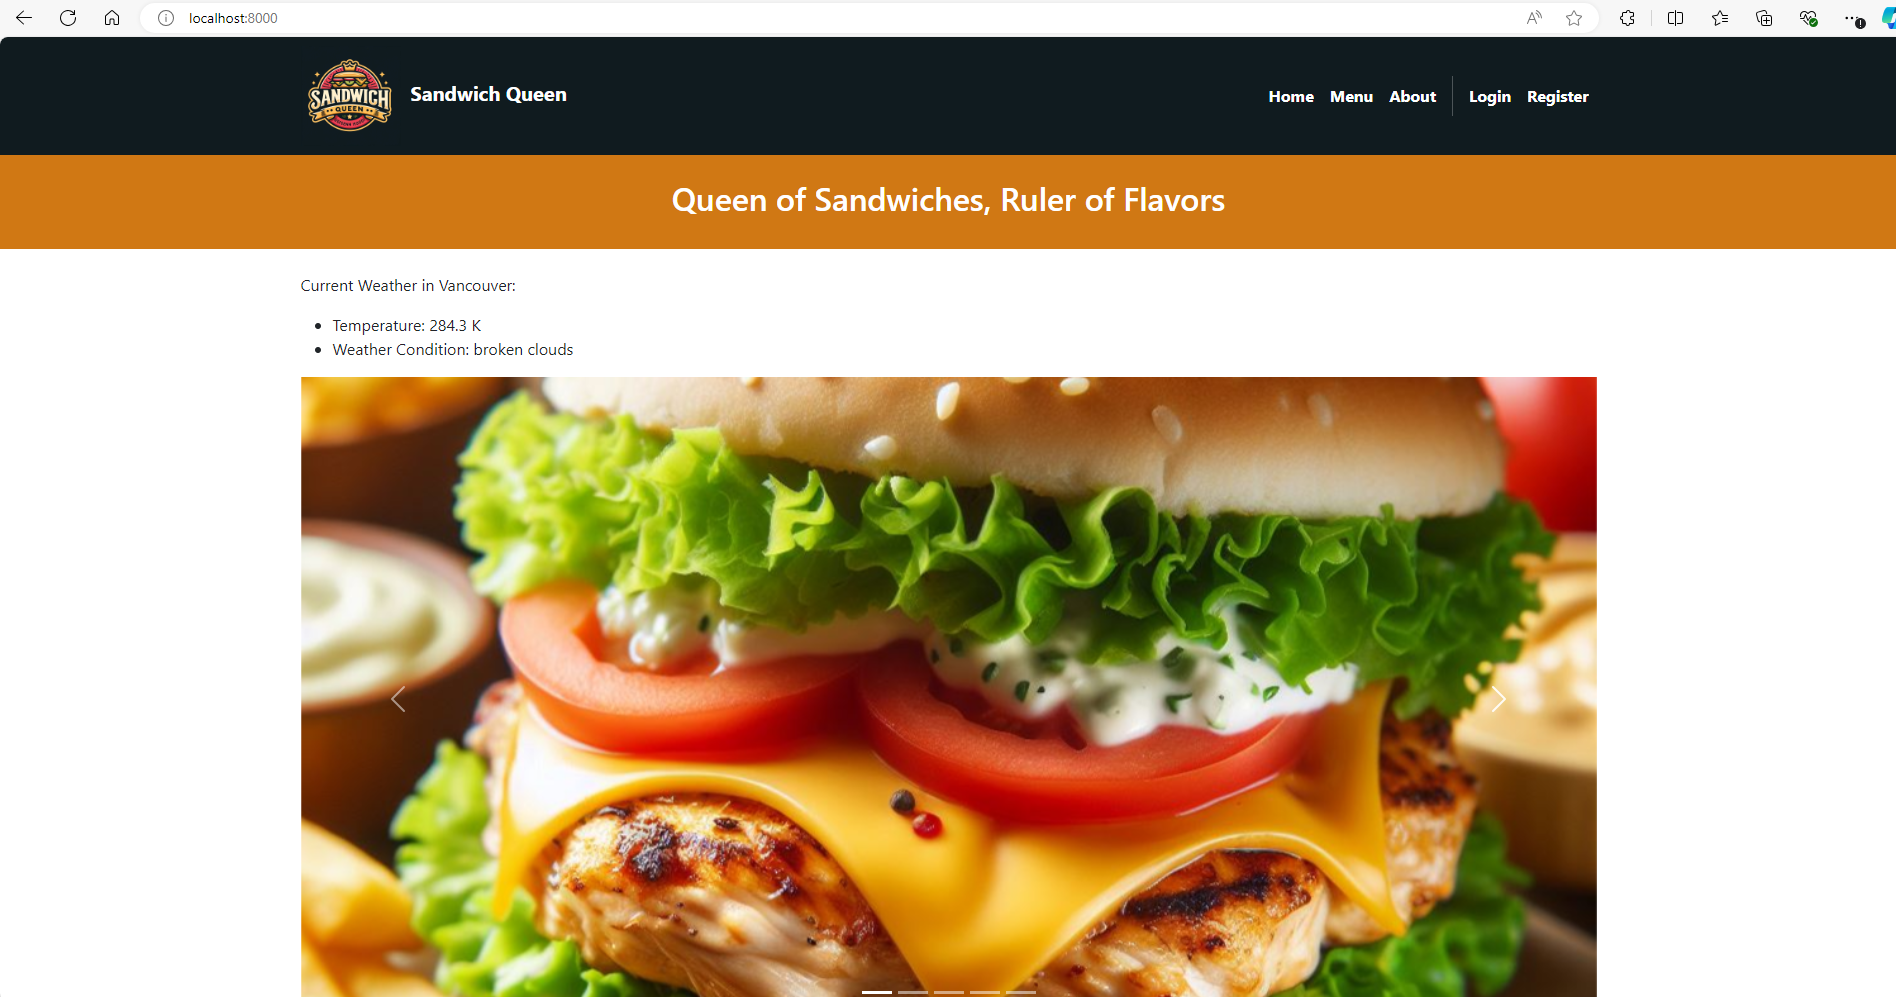 localhost:8000
SANDWICH
QUEEN
Sandwich Queen
Home Menu About Login Register
Queen of Sandwiches, Ruler of Flavors
Current Weather in Vancouver:
Temperature: 284.3 K
Weather Condition: broken clouds